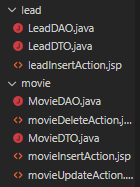 lead
LeadDAO.java
LeadDTO.java
leadInsertAction.jsp
movie
MovieDAO.java
movieDeleteAction.j...
MovieDTO.java
movieInsertAction.jsp
movieUpdateAction....